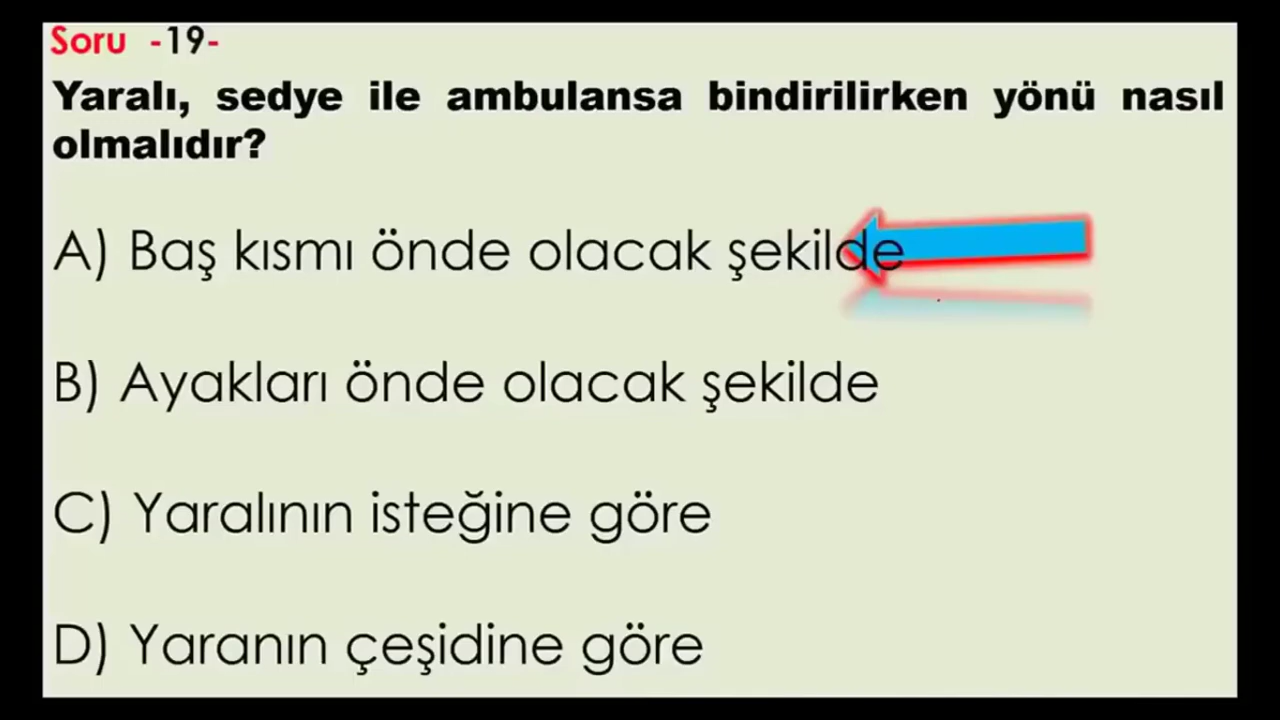 Soru -19-
Yaralı, sedye ile ambulansa bindirilirken yönü nasıl
olmalıdır?
A) Baş kısmı önde olacak şekilde
B) Ayakları önde olacak şekilde
C) Yaralının isteğine göre
D) Yaranın çeşidine göre